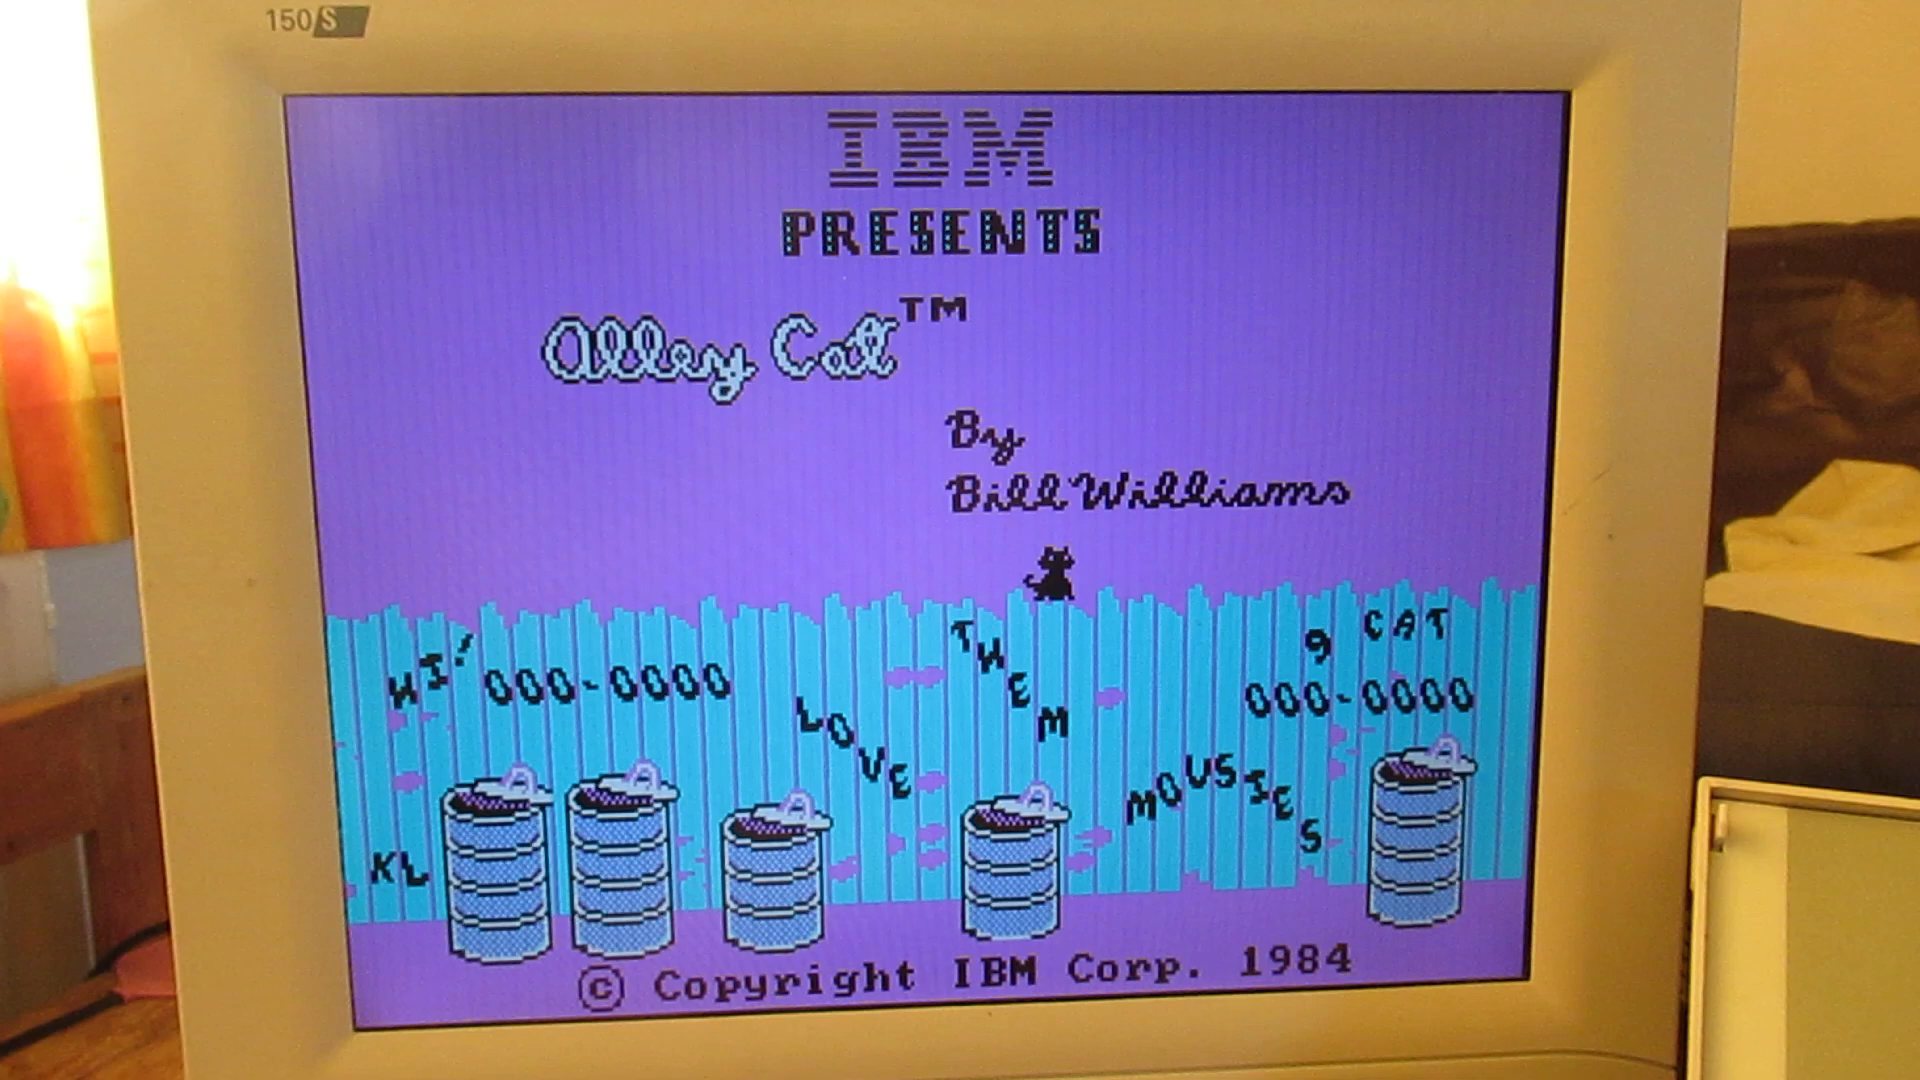 150S
IBM
PRESENTS
Alley Cat™
By
Bill Williams
HI! 000-0000
THEM
9 CAT
000-0000
LOVE
MOUSIES
KL
© Copyright IBM Corp. 1984